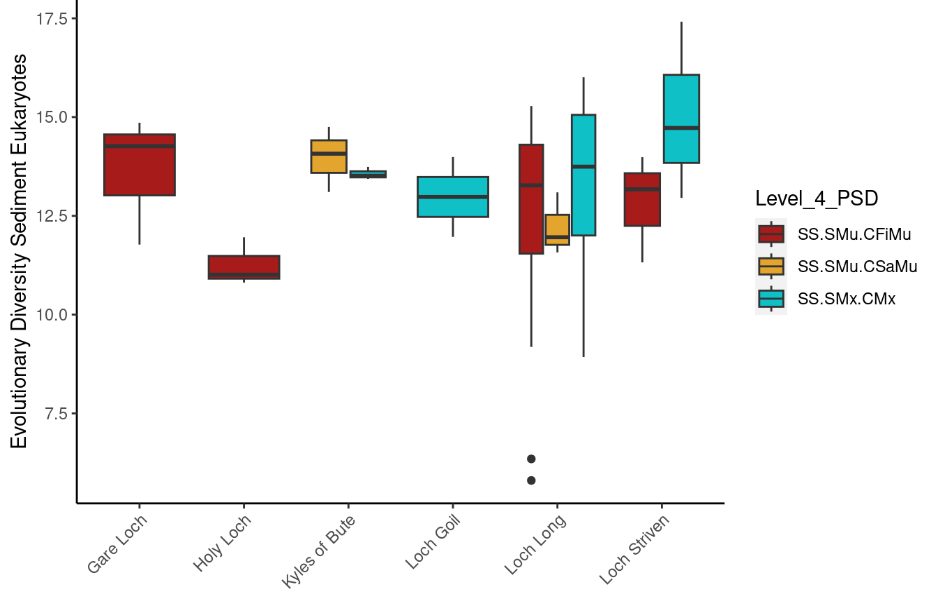 Evolutionary Diversity Sediment Eukaryotes
17.5
15.0
12.5
10.0
7.5
Gare Loch
Holy Loch
Kyles of Bute
Loch Goil
Loch Long
Loch Striven
Level_4_PSD
SS.SMu.CFiMu
SS.SMu.CSaMu
SS.SMx.CMx